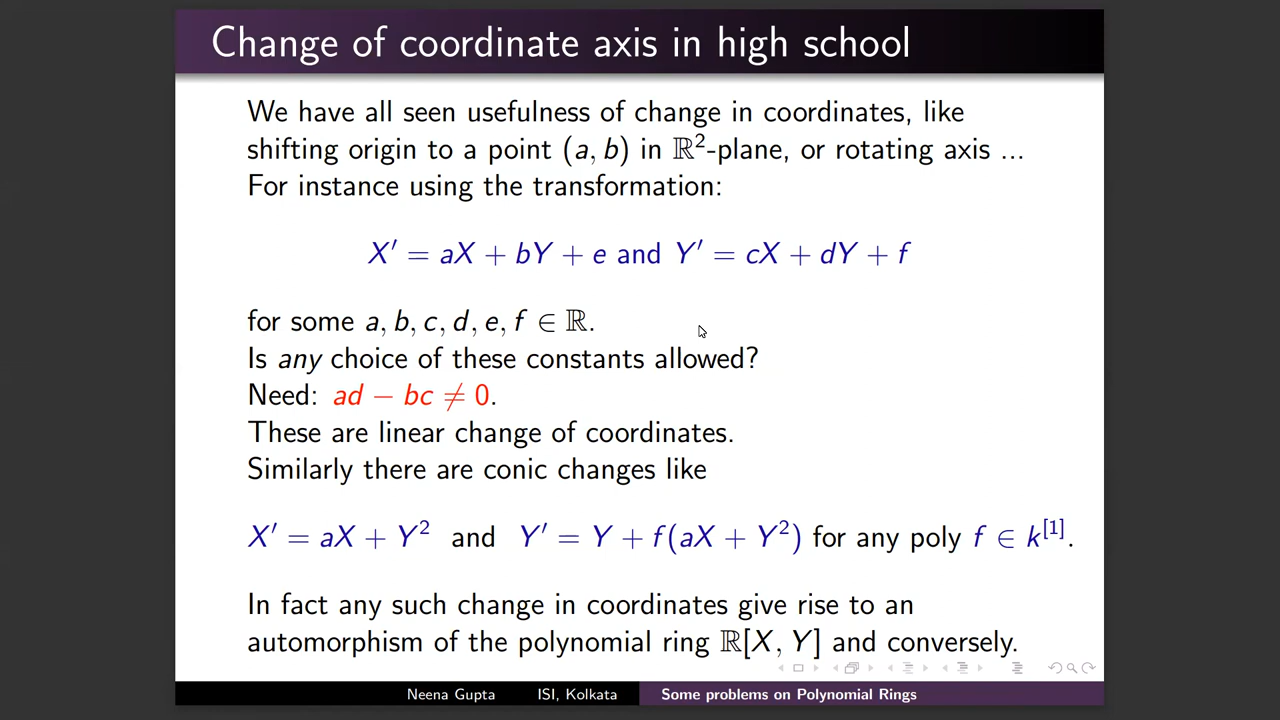 Change of coordinate axis in high school
We have all seen usefulness of change in coordinates, like
shifting origin to a point (a, b) in ℝ²-plane, or rotating axis ...
For instance using the transformation:
X′ = aX + bY + e and Y′ = cX + dY + f
for some a, b, c, d, e, f ∈ ℝ.
Is any choice of these constants allowed?
Need: ad − bc ≠ 0.
These are linear change of coordinates.
Similarly there are conic changes like
X′ = aX + Y² and Y′ = Y + f(aX + Y²) for any poly f ∈ k^[1].
In fact any such change in coordinates give rise to an
automorphism of the polynomial ring ℝ[X, Y] and conversely.
Neena Gupta ISI, Kolkata Some problems on Polynomial Rings